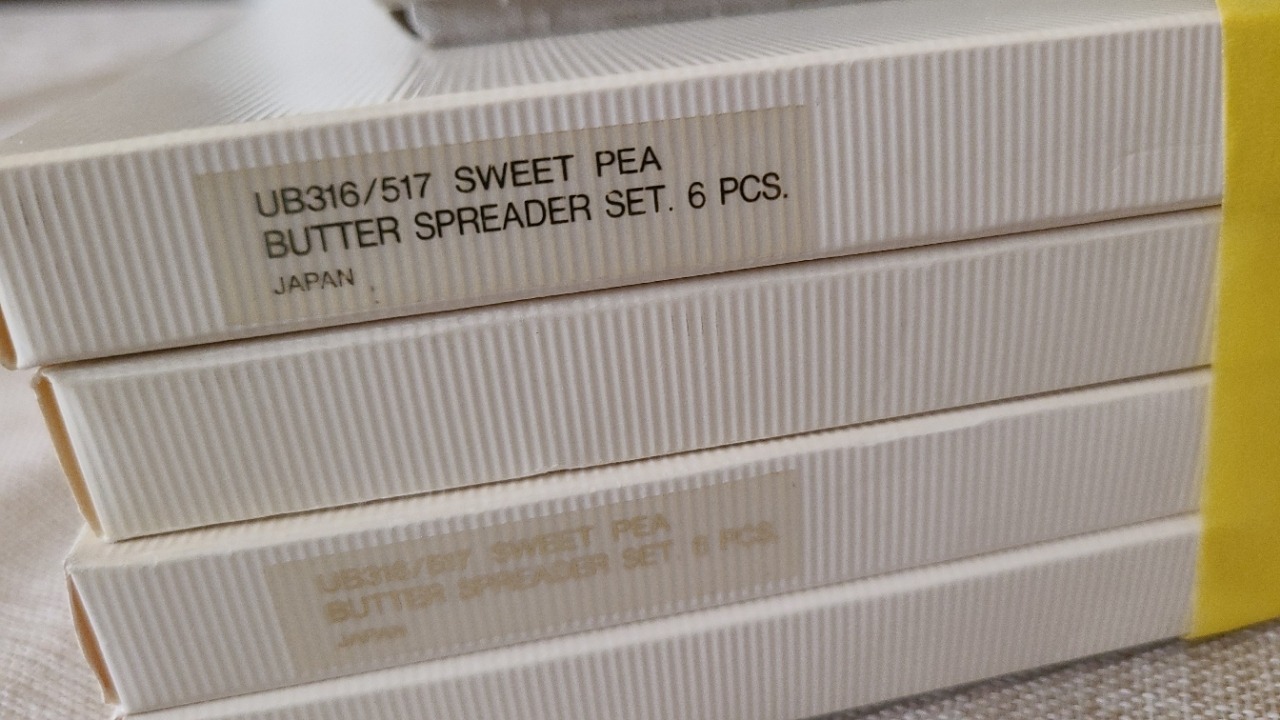 UB316/517 SWEET PEA
BUTTER SPREADER SET. 6 PCS.
JAPAN
UB316/517 SWEET PEA
BUTTER SPREADER SET. 6 PCS.
JAPAN